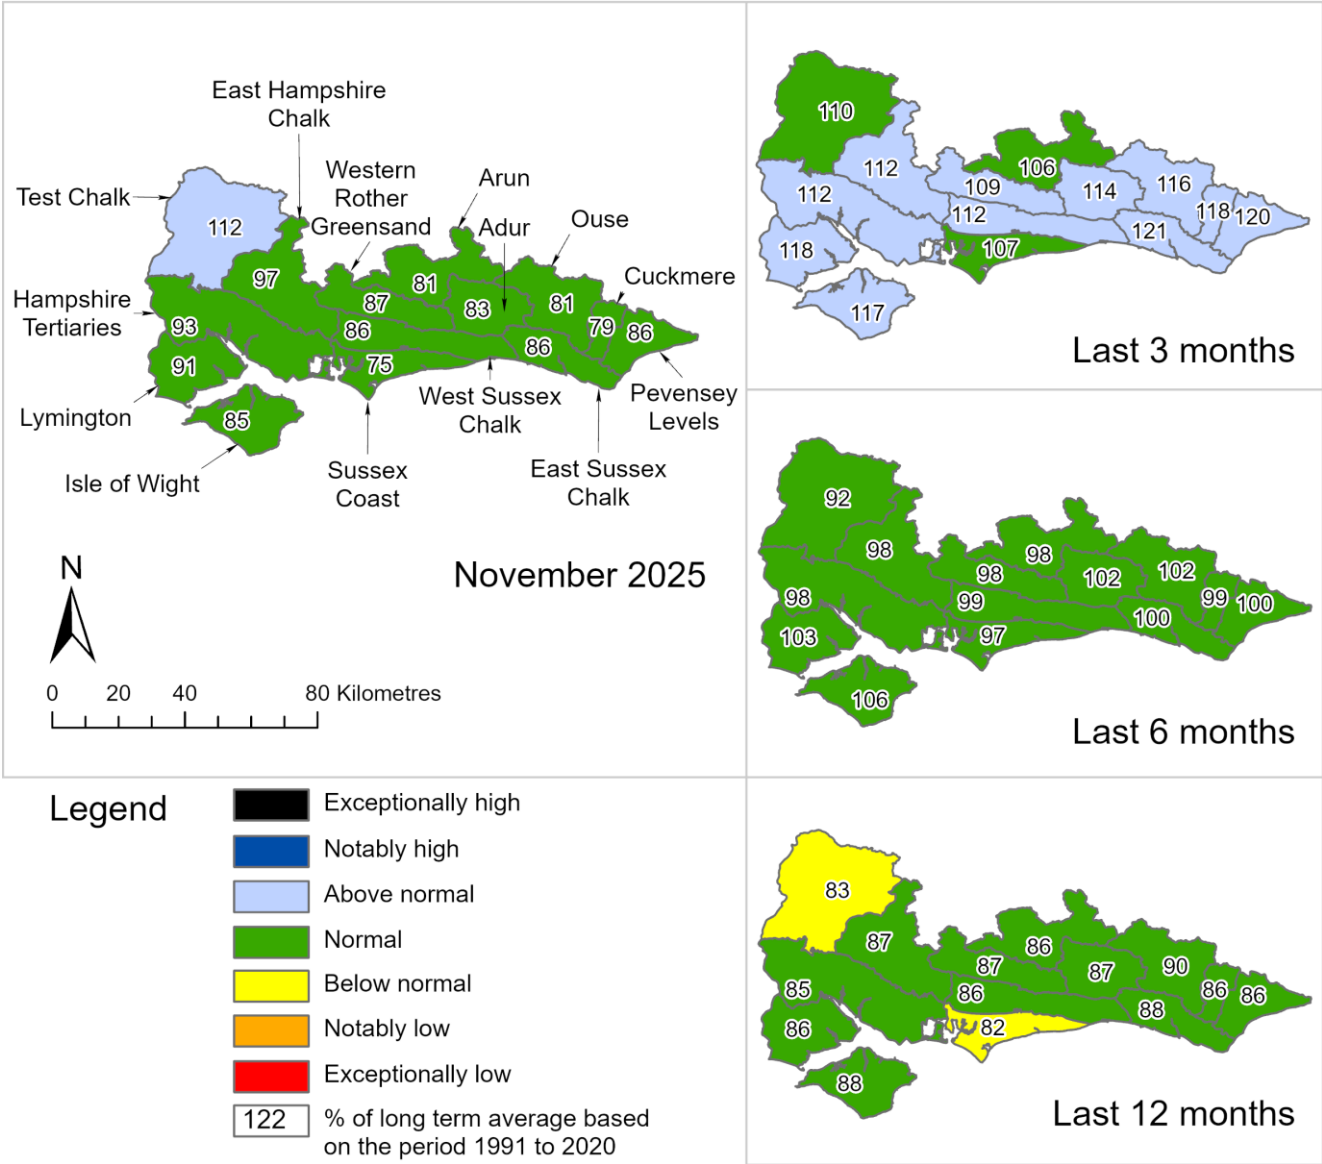 East Hampshire
Chalk
Western
Rother
Greensand
Arun
Adur
Ouse
Cuckmere
Test Chalk
112
97
81
87
83
81
79
86
Hampshire
Tertiaries
93
86
86
91
75
Lymington
85
West Sussex
Chalk
Pevensey
Levels
Isle of Wight
Sussex
Coast
East Sussex
Chalk
N
November 2025
0 20 40 80 Kilometres
110
112
106
116
109
114
112
112
118
120
118
121
107
117
Last 3 months
92
98
98
98
102
102
98
99
99
100
103
97
100
106
Last 6 months
Legend
Exceptionally high
Notably high
Above normal
Normal
Below normal
Notably low
Exceptionally low
122
% of long term average based
on the period 1991 to 2020
83
87
86
87
87
90
85
86
86
86
86
82
88
88
Last 12 months